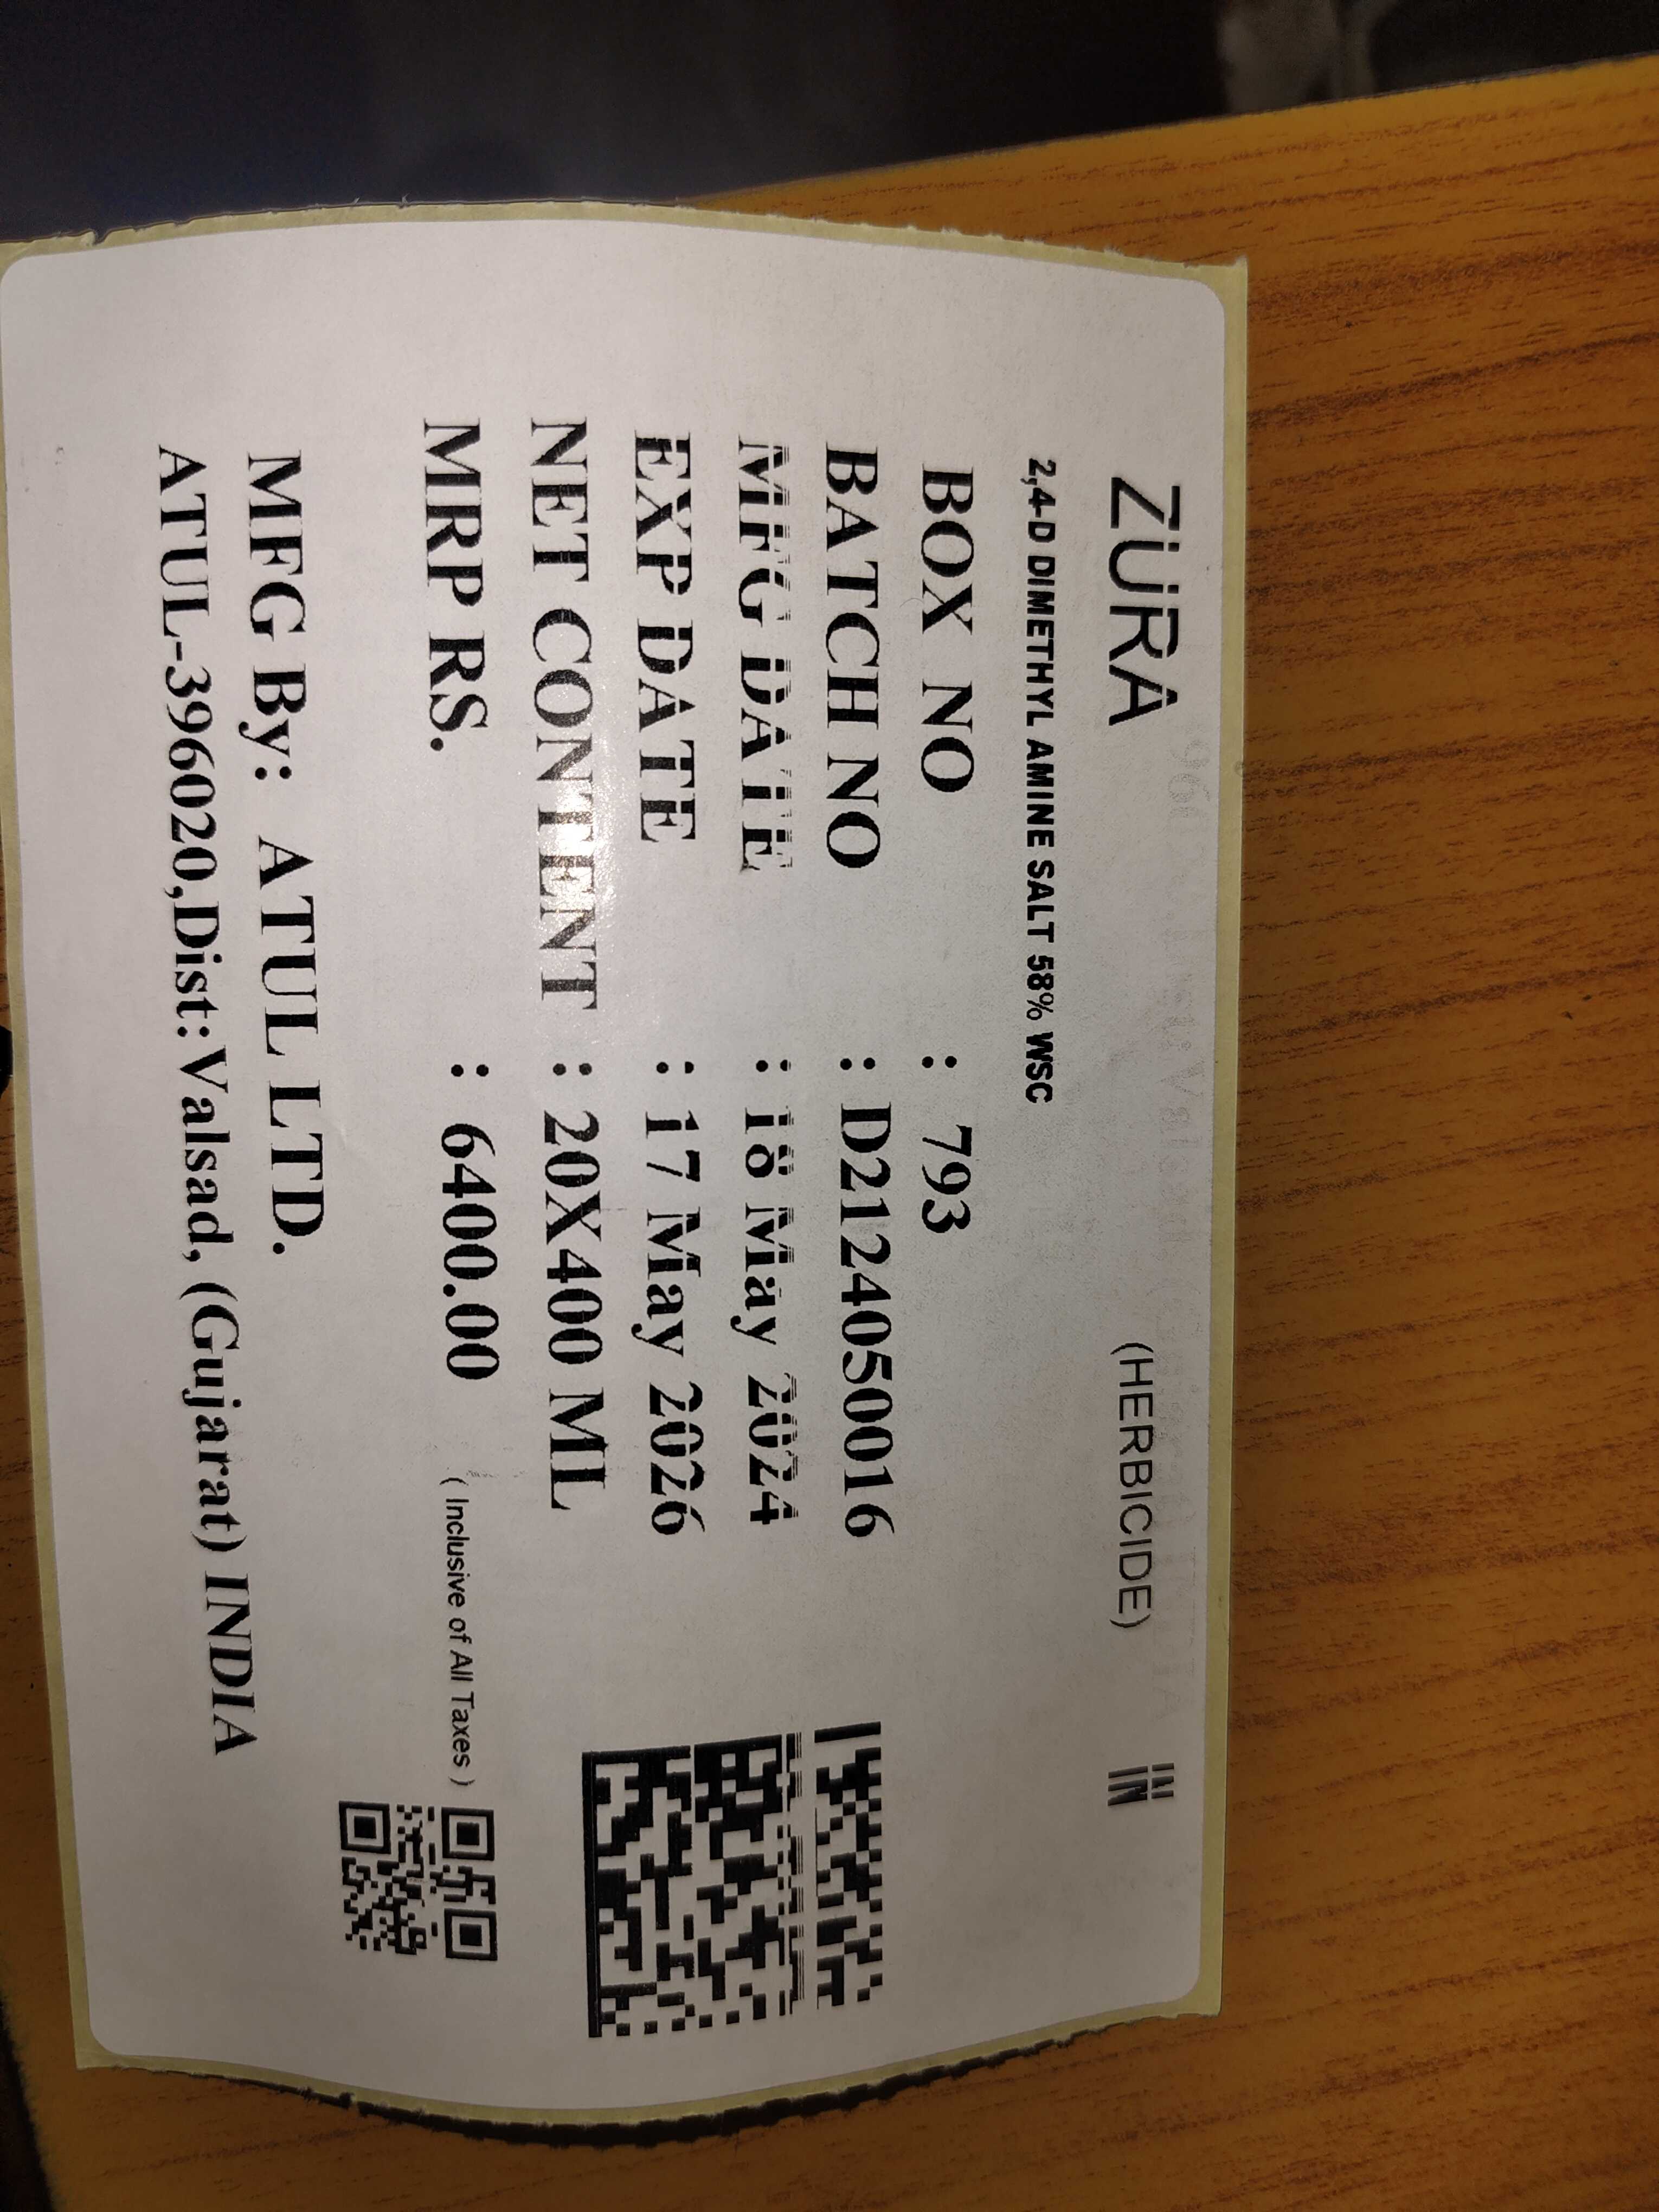 ZURA (HERBICIDE) IN
2,4-D DIMETHYL AMINE SALT 58% WSC
BOX NO : 793
BATCH NO : D2124050016
MFG DATE : 18 May 2024
EXP DATE : 17 May 2026
NET CONTENT : 20X400 ML
MRP RS. : 6400.00 ( Inclusive of All Taxes )
MFG By: ATUL LTD.
ATUL-396020,Dist:Valsad, (Gujarat) INDIA